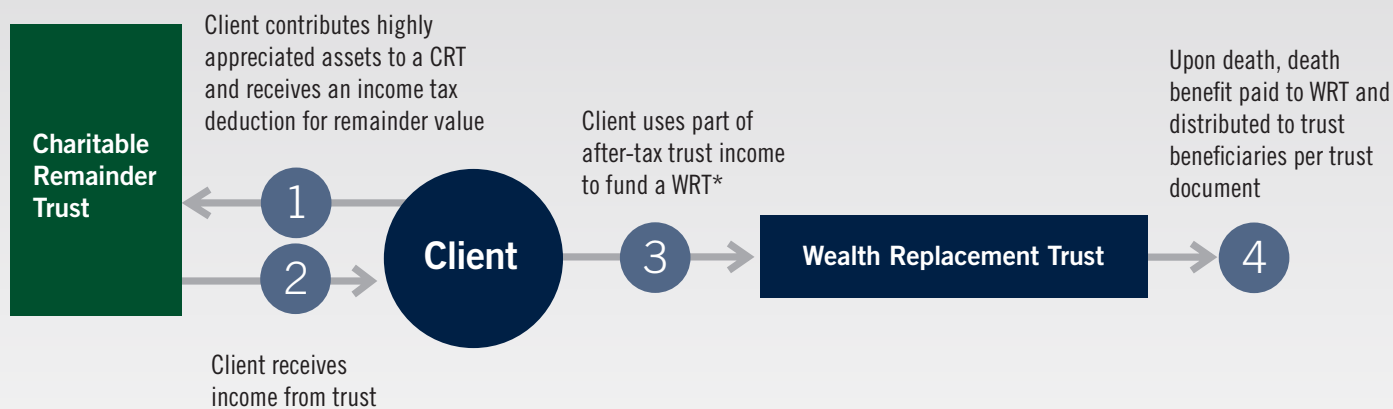 Client contributes highly
appreciated assets to a CRT
and receives an income tax
deduction for remainder value
Charitable
Remainder
Trust
1
2
Client receives
income from trust
Client
Client uses part of
after-tax trust income
to fund a WRT*
3
Wealth Replacement Trust
Upon death, death
benefit paid to WRT and
distributed to trust
beneficiaries per trust
document
4